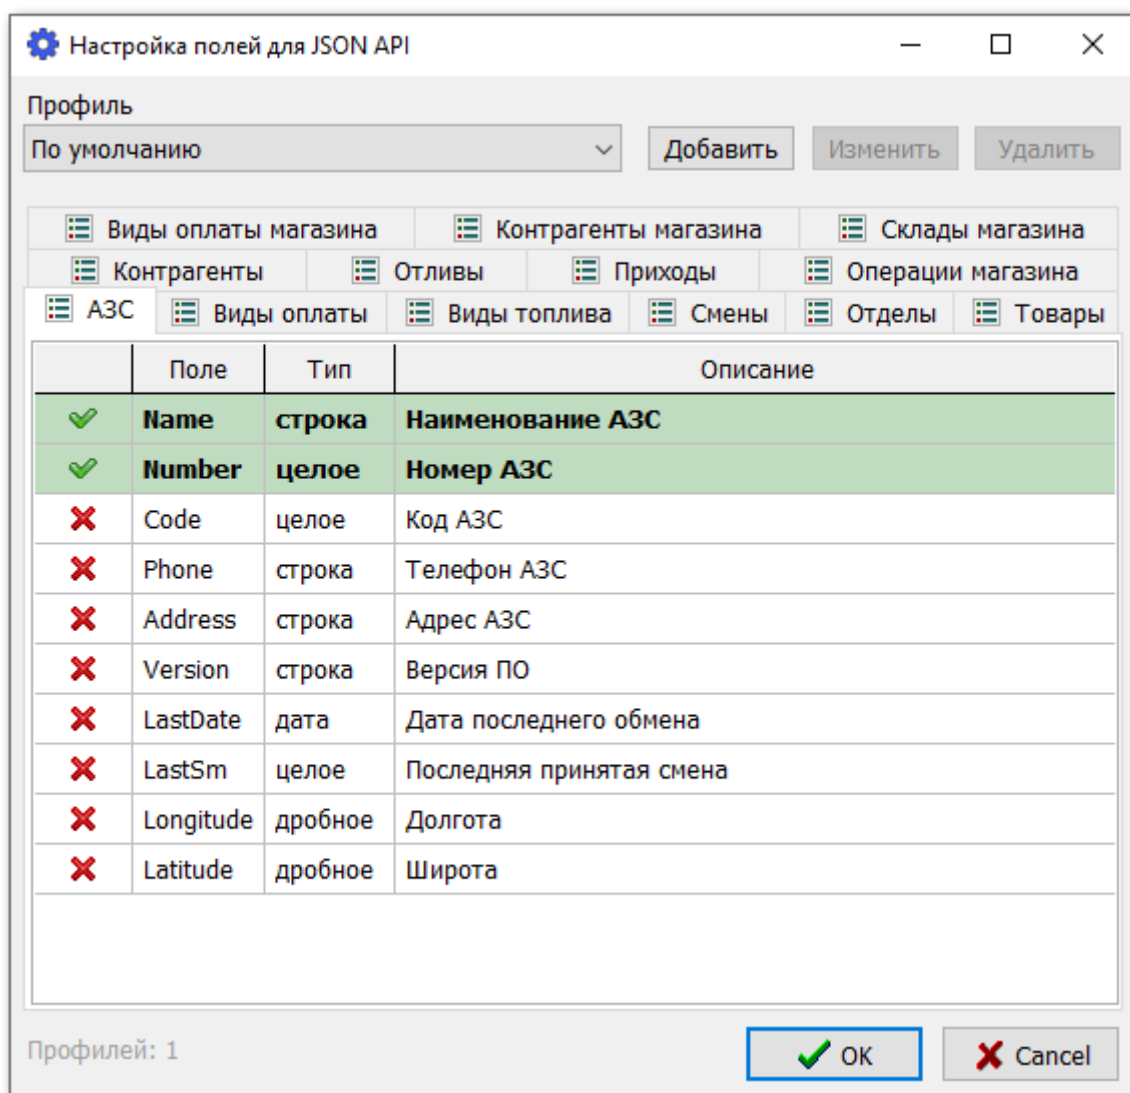 Настройка полей для JSON API
Профиль
По умолчанию Добавить Изменить Удалить
Виды оплаты магазина Контрагенты магазина Склады магазина
Контрагенты Отливы Приходы Операции магазина
АЗС Виды оплаты Виды топлива Смены Отделы Товары
Поле Тип Описание
Name строка Наименование АЗС
Number целое Номер АЗС
Code целое Код АЗС
Phone строка Телефон АЗС
Address строка Адрес АЗС
Version строка Версия ПО
LastDate дата Дата последнего обмена
LastSm целое Последняя принятая смена
Longitude дробное Долгота
Latitude дробное Широта
Профилей: 1 OK Cancel